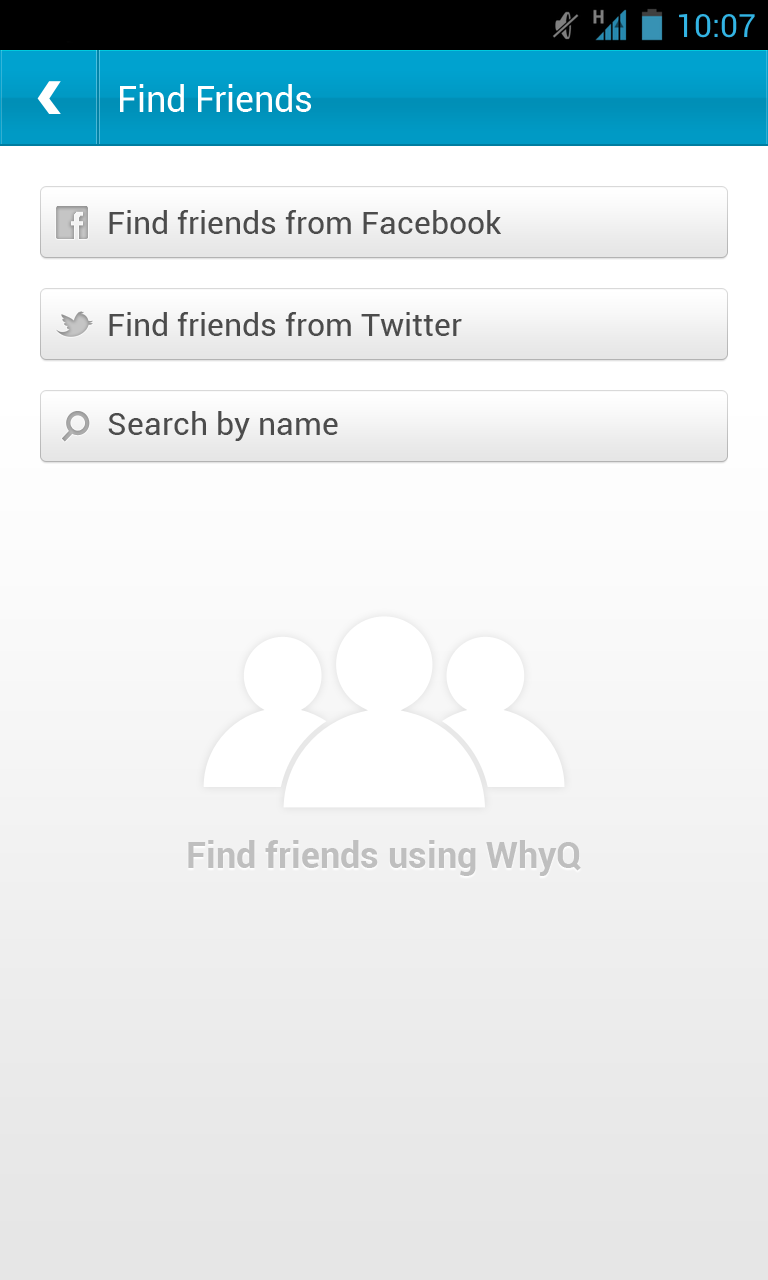 H 10:07
Find Friends
Find friends from Facebook
Find friends from Twitter
Search by name
Find friends using WhyQ